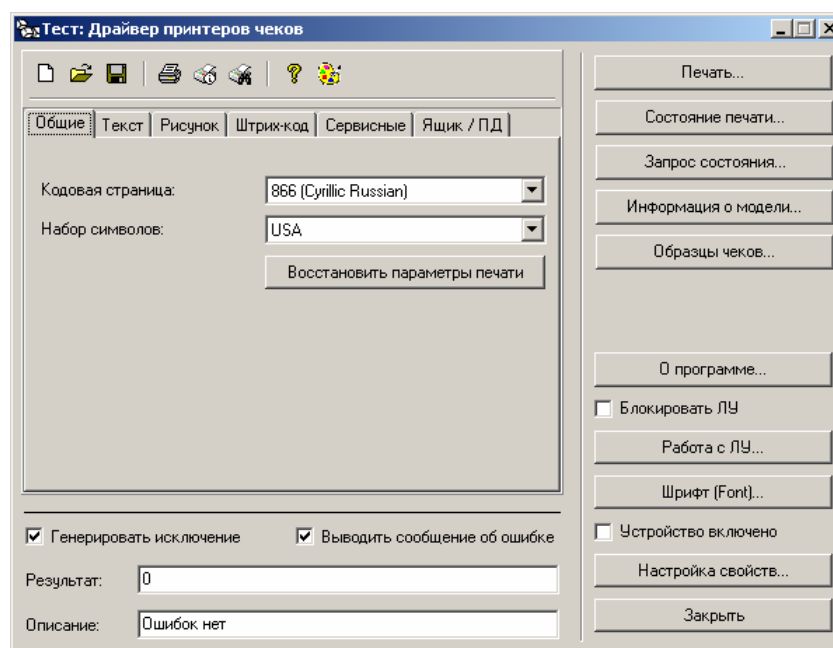 Тест: Драйвер принтеров чеков
Общие Текст Рисунок Штрих-код Сервисные Ящик / ПД
Кодовая страница: 866 (Cyrillic Russian)
Набор символов: USA
Восстановить параметры печати
Генерировать исключение Выводить сообщение об ошибке
Результат: 0
Описание: Ошибок нет
Печать...
Состояние печати...
Запрос состояния...
Информация о модели...
Образцы чеков...
О программе...
Блокировать ЛУ
Работа с ЛУ...
Шрифт (Font)...
Устройство включено
Настройка свойств...
Закрыть